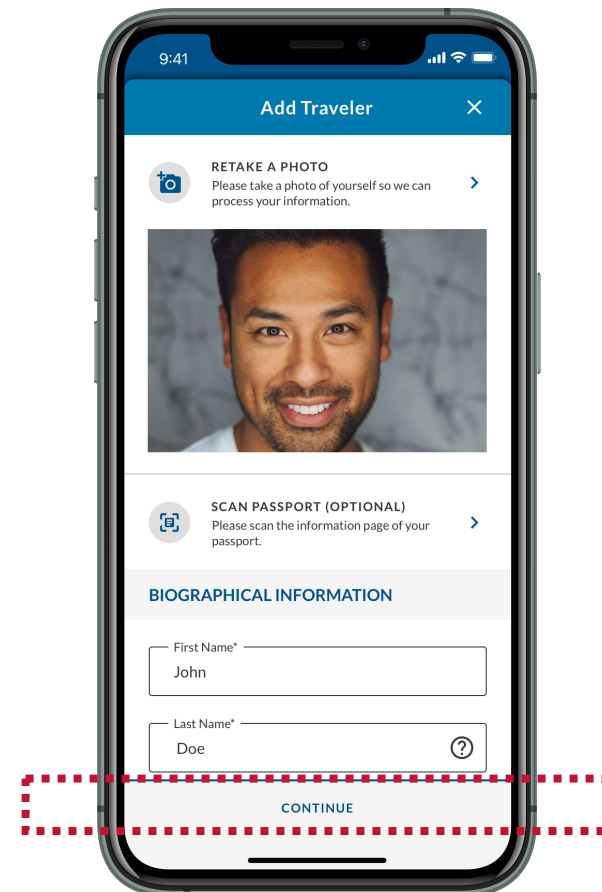 9:41
Add Traveler
RETAKE A PHOTO
Please take a photo of yourself so we can
process your information.
SCAN PASSPORT (OPTIONAL)
Please scan the information page of your
passport.
BIOGRAPHICAL INFORMATION
First Name*
John
Last Name*
Doe
CONTINUE